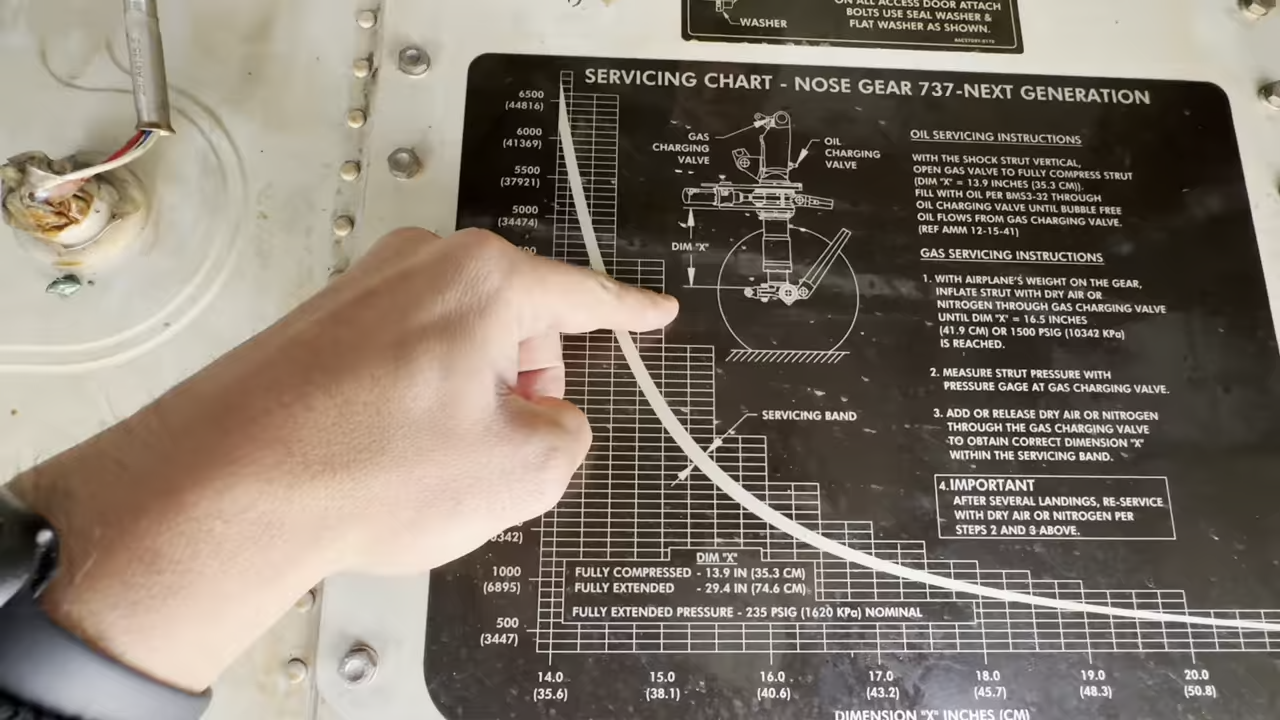 ON ALL ACCESS DOOR ATTACH
BOLTS USE SEAL WASHER &
FLAT WASHER AS SHOWN.
WASHER
SERVICING CHART - NOSE GEAR 737-NEXT GENERATION
6500
(44816)
6000
(41369)
5500
(37921)
5000
(34474)
1000
(6895)
500
(3447)
GAS
CHARGING
VALVE
OIL
CHARGING
VALVE
DIM "X"
SERVICING BAND
OIL SERVICING INSTRUCTIONS
WITH THE SHOCK STRUT VERTICAL,
OPEN GAS VALVE TO FULLY COMPRESS STRUT
(DIM "X" = 13.9 INCHES (35.3 CM)).
FILL WITH OIL PER BMS3-32 THROUGH
OIL CHARGING VALVE UNTIL BUBBLE FREE
OIL FLOWS FROM GAS CHARGING VALVE.
(REF AMM 12-15-41)
GAS SERVICING INSTRUCTIONS
1. WITH AIRPLANE'S WEIGHT ON THE GEAR,
INFLATE STRUT WITH DRY AIR OR
NITROGEN THROUGH GAS CHARGING VALVE
UNTIL DIM "X" = 16.5 INCHES
(41.9 CM) OR 1500 PSIG (10342 KPa)
IS REACHED.
2. MEASURE STRUT PRESSURE WITH
PRESSURE GAGE AT GAS CHARGING VALVE.
3. ADD OR RELEASE DRY AIR OR NITROGEN
THROUGH THE GAS CHARGING VALVE
TO OBTAIN CORRECT DIMENSION "X"
WITHIN THE SERVICING BAND.
4. IMPORTANT
AFTER SEVERAL LANDINGS, RE-SERVICE
WITH DRY AIR OR NITROGEN PER
STEPS 2 AND 3 ABOVE.
DIM "X"
FULLY COMPRESSED - 13.9 IN (35.3 CM)
FULLY EXTENDED - 29.4 IN (74.6 CM)
FULLY EXTENDED PRESSURE - 235 PSIG (1620 KPa) NOMINAL
14.0 15.0 16.0 17.0 18.0 19.0 20.0
(35.6) (38.1) (40.6) (43.2) (45.7) (48.3) (50.8)
DIMENSION "X" INCHES (CM)